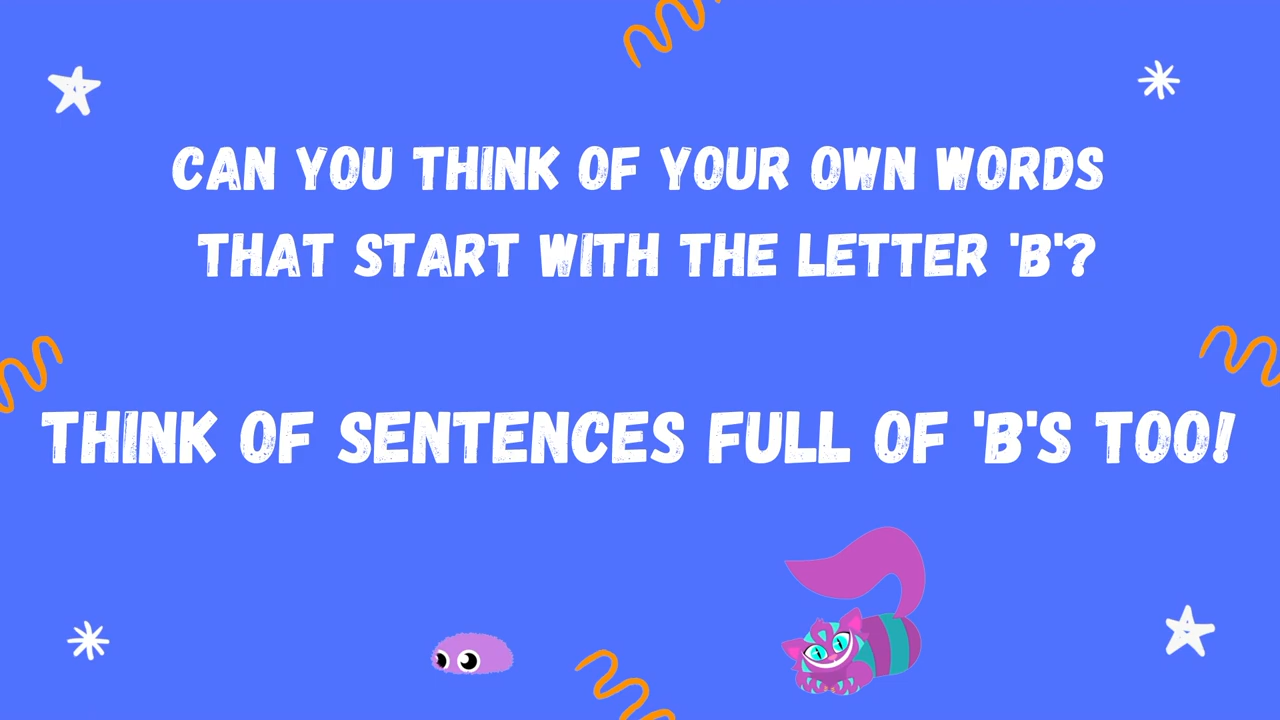 CAN YOU THINK OF YOUR OWN WORDS
THAT START WITH THE LETTER 'B'?
THINK OF SENTENCES FULL OF 'B'S TOO!